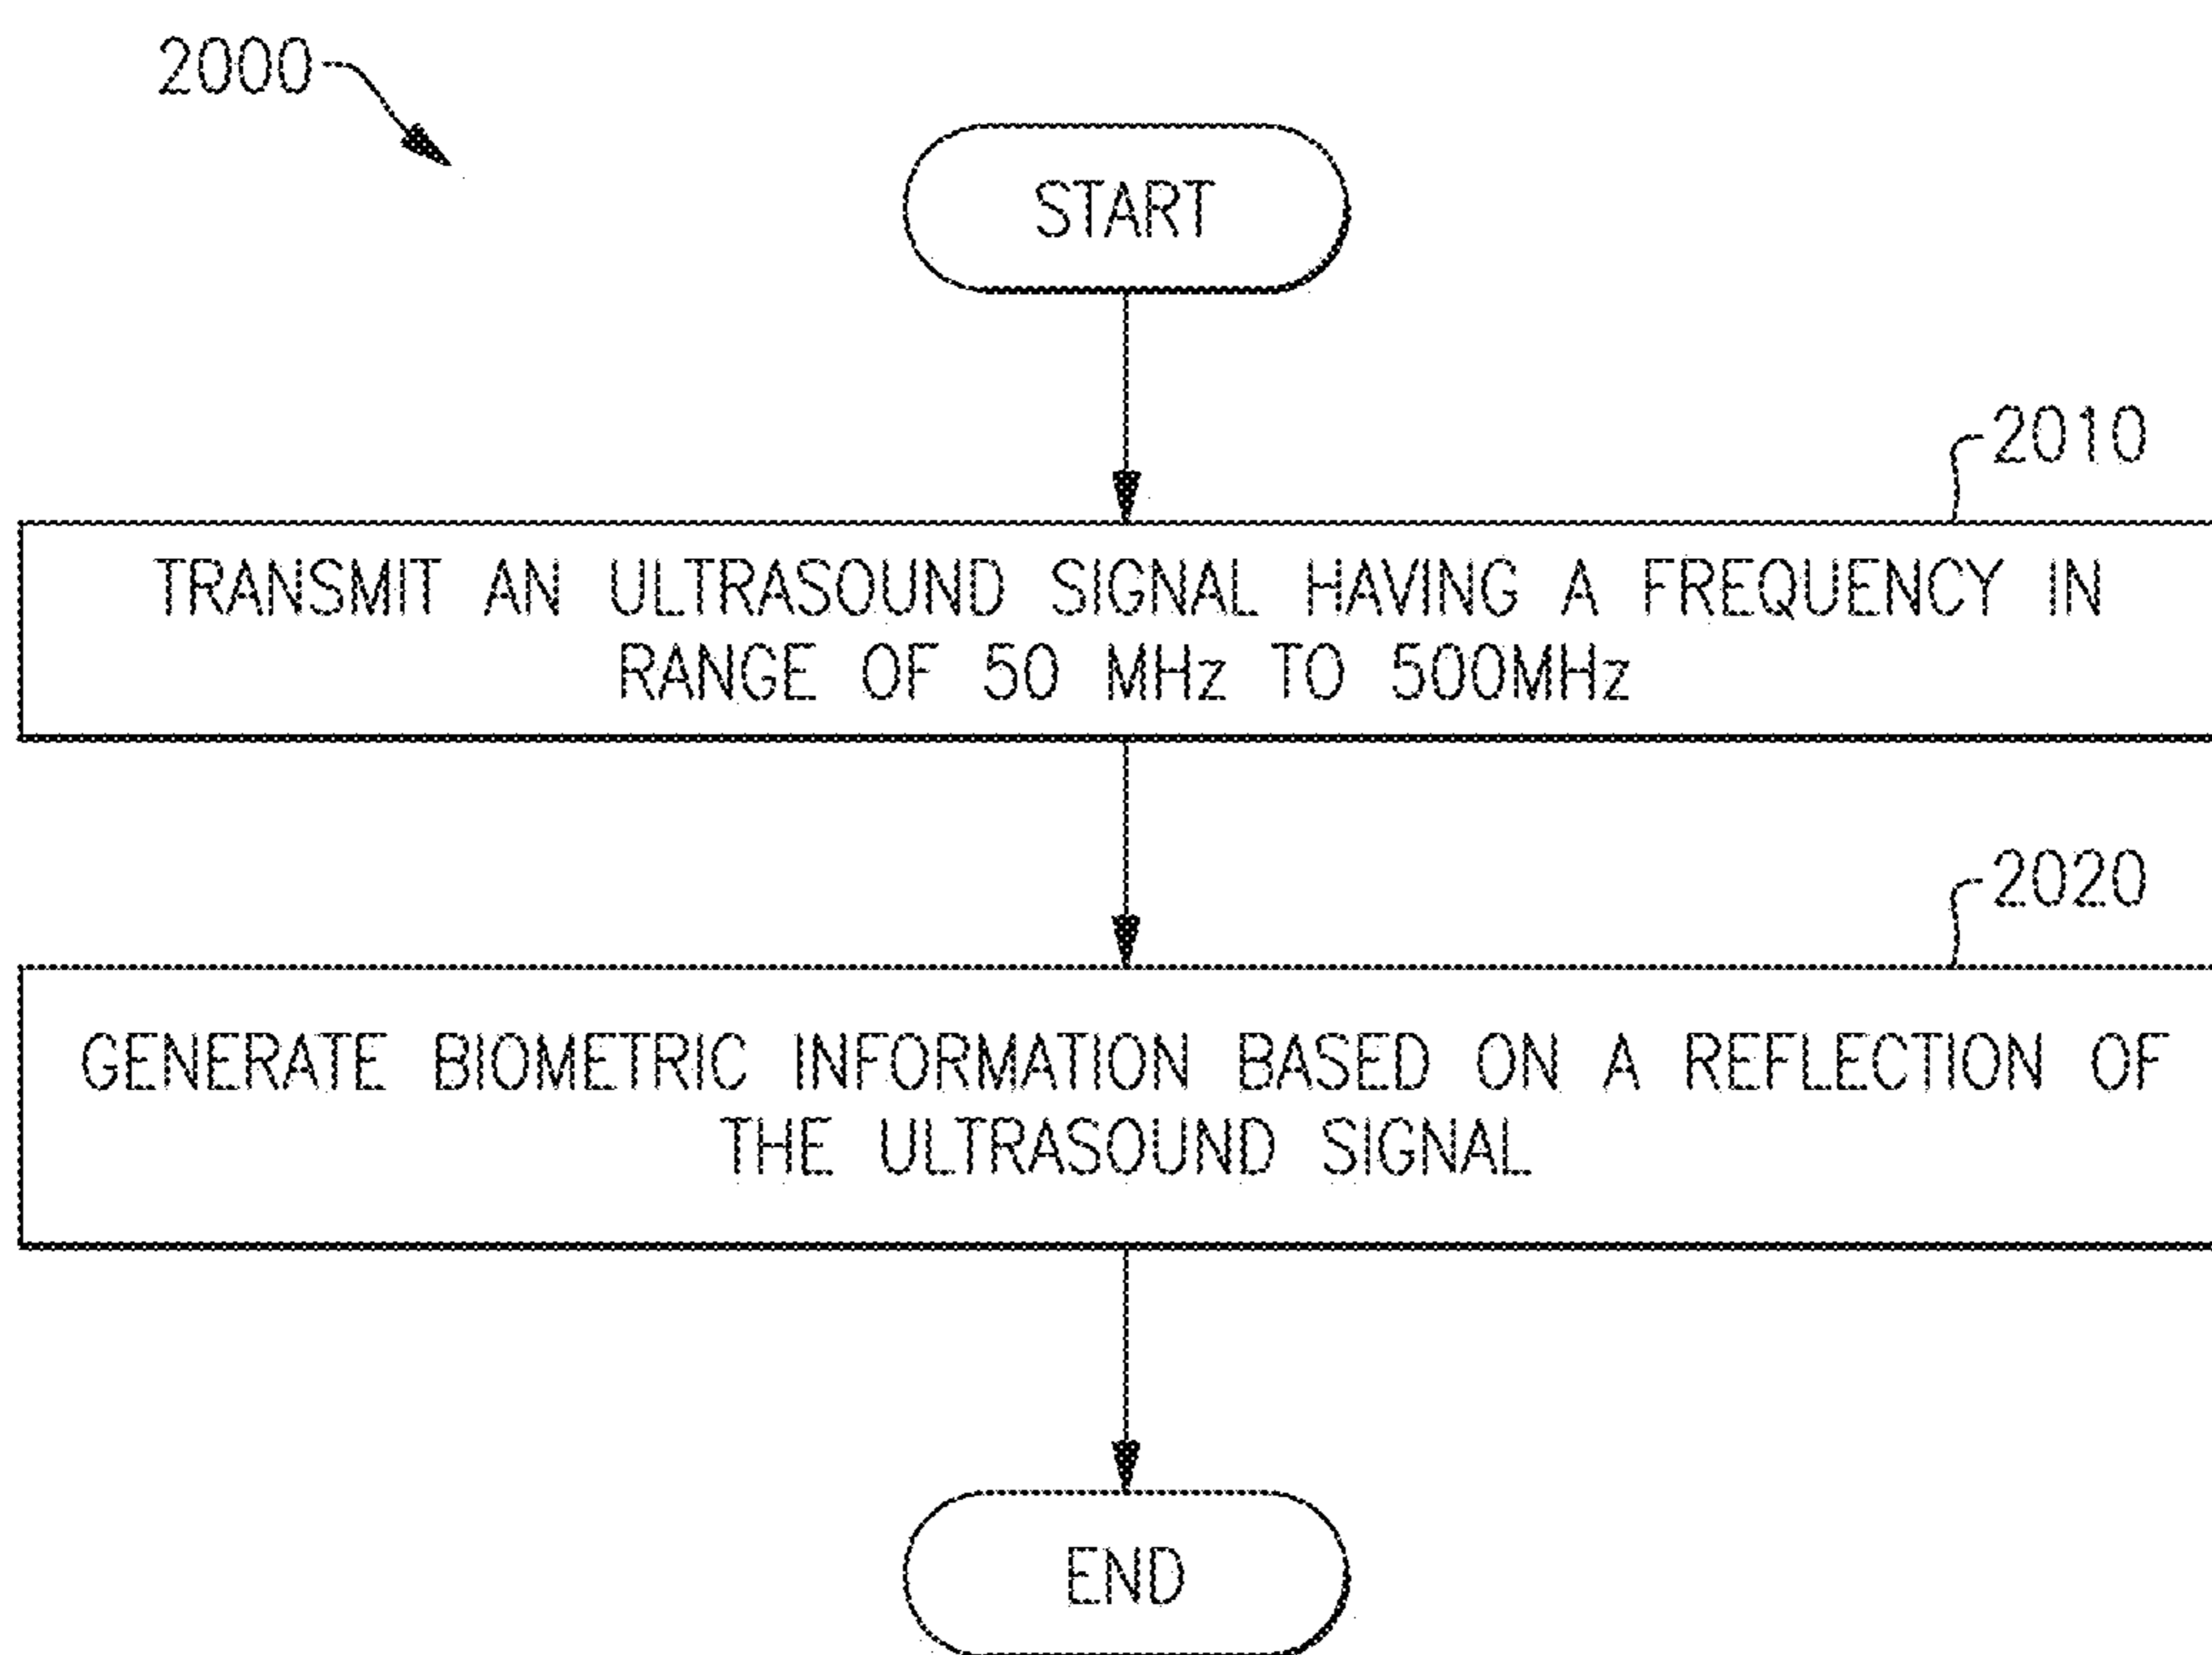 2000
START
2010
TRANSMIT AN ULTRASOUND SIGNAL HAVING A FREQUENCY IN
RANGE OF 50 MHz TO 500MHz
2020
GENERATE BIOMETRIC INFORMATION BASED ON A REFLECTION OF
THE ULTRASOUND SIGNAL
END